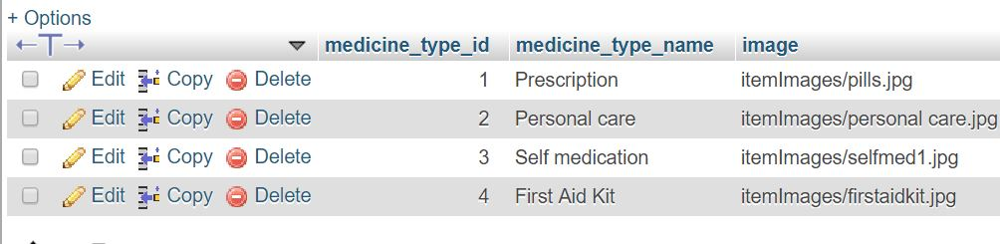 + Options
←T→ medicine_type_id medicine_type_name image
Edit Copy Delete 1 Prescription itemImages/pills.jpg
Edit Copy Delete 2 Personal care itemImages/personal care.jpg
Edit Copy Delete 3 Self medication itemImages/selfmed1.jpg
Edit Copy Delete 4 First Aid Kit itemImages/firstaidkit.jpg